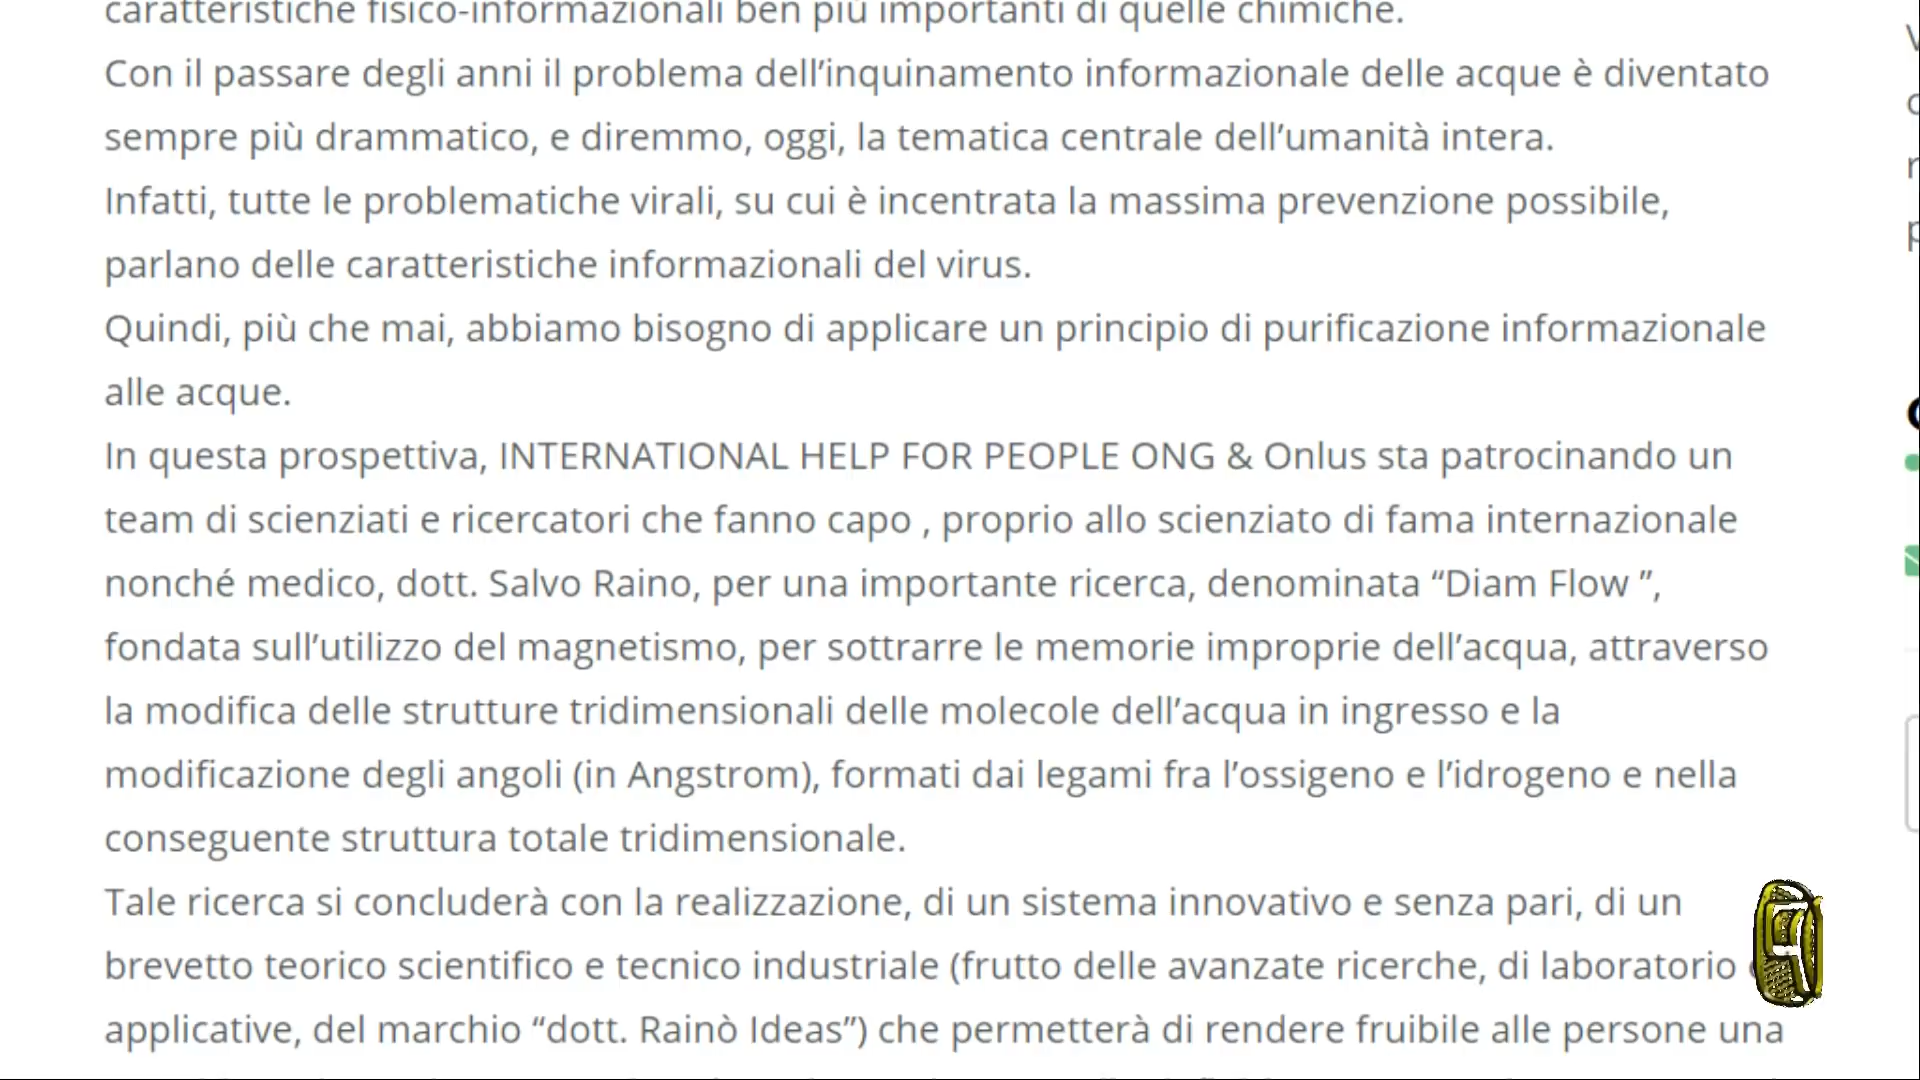 caratteristiche fisico-informazionali ben più importanti di quelle chimiche.
Con il passare degli anni il problema dell’inquinamento informazionale delle acque è diventato
sempre più drammatico, e diremmo, oggi, la tematica centrale dell’umanità intera.
Infatti, tutte le problematiche virali, su cui è incentrata la massima prevenzione possibile,
parlano delle caratteristiche informazionali del virus.
Quindi, più che mai, abbiamo bisogno di applicare un principio di purificazione informazionale
alle acque.
In questa prospettiva, INTERNATIONAL HELP FOR PEOPLE ONG & Onlus sta patrocinando un
team di scienziati e ricercatori che fanno capo , proprio allo scienziato di fama internazionale
nonché medico, dott. Salvo Raino, per una importante ricerca, denominata “Diam Flow ”,
fondata sull’utilizzo del magnetismo, per sottrarre le memorie improprie dell’acqua, attraverso
la modifica delle strutture tridimensionali delle molecole dell’acqua in ingresso e la
modificazione degli angoli (in Angstrom), formati dai legami fra l’ossigeno e l’idrogeno e nella
conseguente struttura totale tridimensionale.
Tale ricerca si concluderà con la realizzazione, di un sistema innovativo e senza pari, di un
brevetto teorico scientifico e tecnico industriale (frutto delle avanzate ricerche, di laboratorio
applicative, del marchio “dott. Rainò Ideas”) che permetterà di rendere fruibile alle persone una